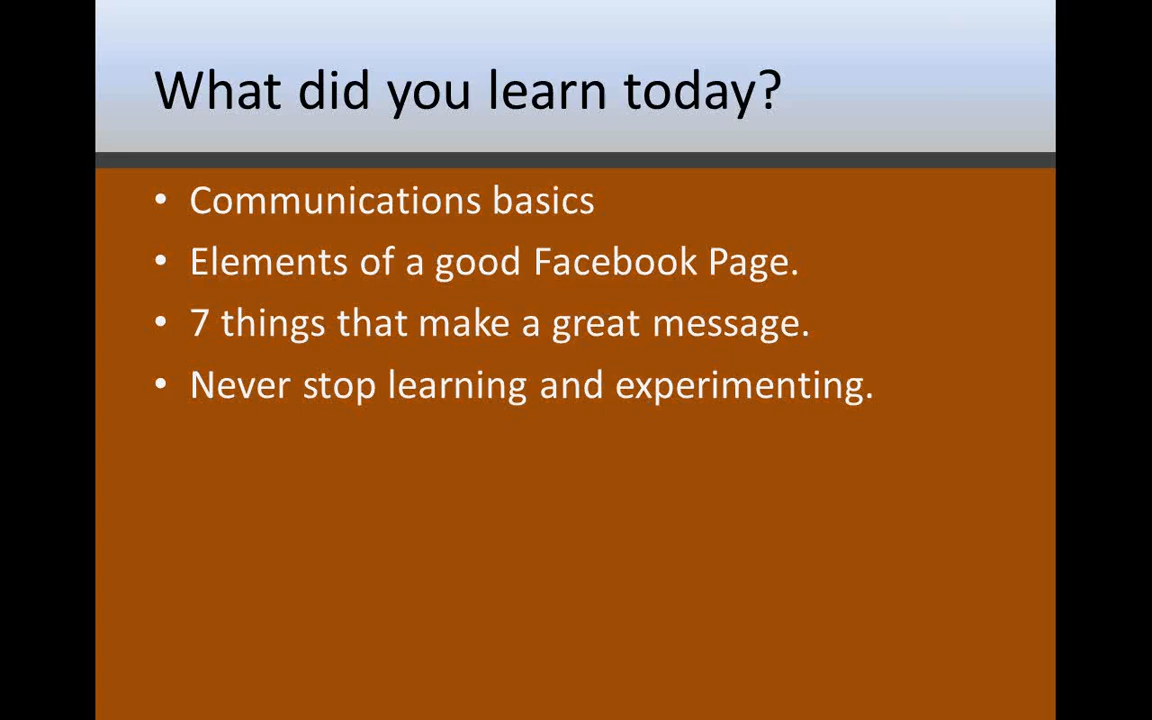 What did you learn today?
• Communications basics
• Elements of a good Facebook Page.
• 7 things that make a great message.
• Never stop learning and experimenting.